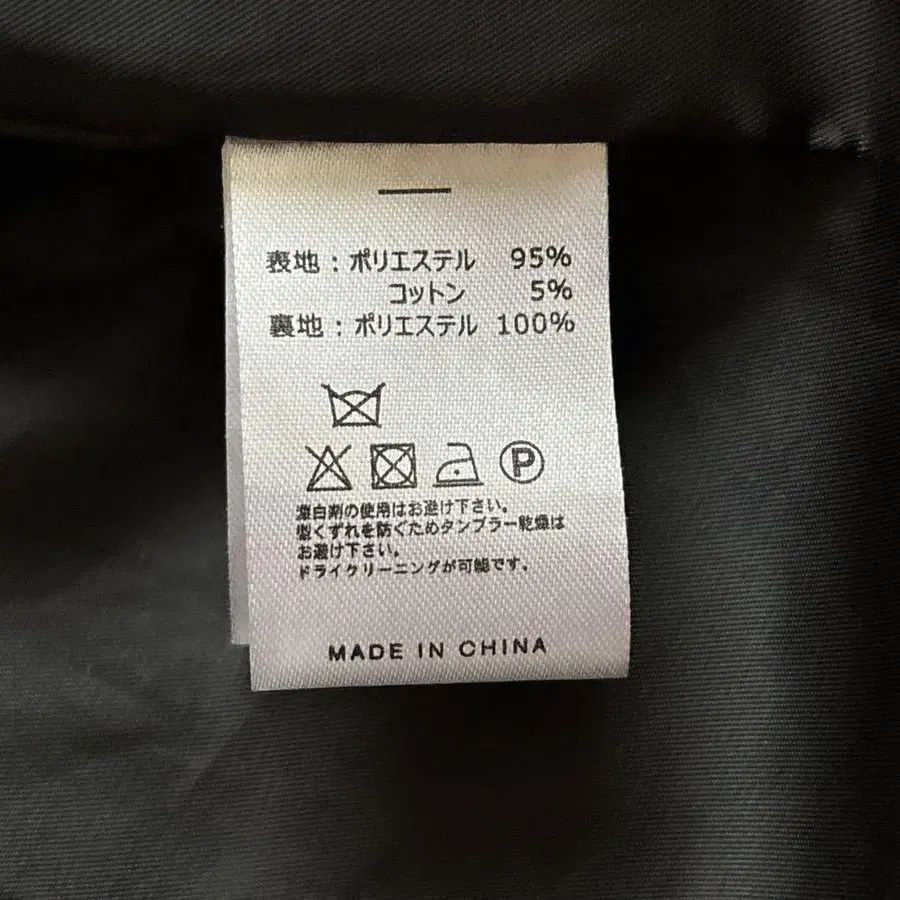 表地：ポリエステル 95%
コットン 5%
裏地：ポリエステル 100%
P
漂白剤の使用はお避け下さい。
型くずれを防ぐためタンブラー乾燥は
お避け下さい。
ドライクリーニングが可能です。
MADE IN CHINA